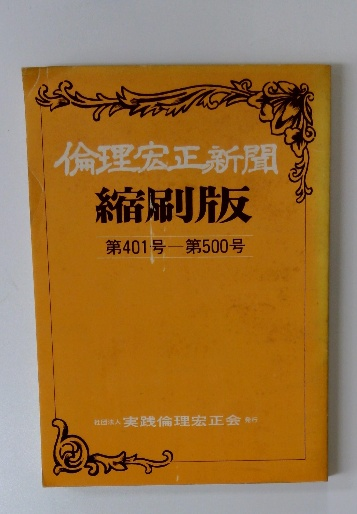 倫理宏正新聞
縮刷版
第401号―第500号
社団法人 実践倫理宏正会 発行